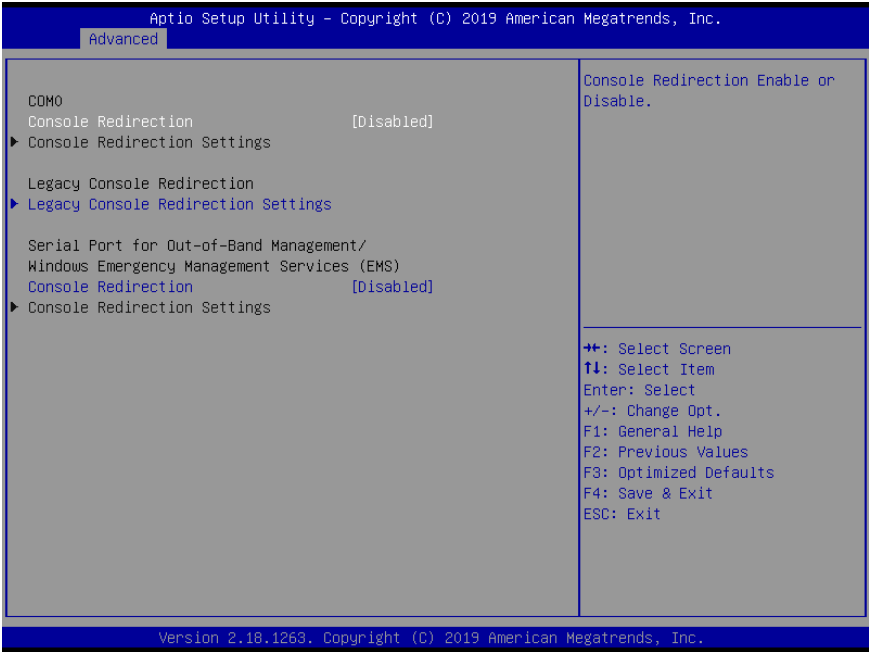 Aptio Setup Utility – Copyright (C) 2019 American Megatrends, Inc.
Advanced
COM0
Console Redirection [Disabled]
Console Redirection Settings
Legacy Console Redirection
Legacy Console Redirection Settings
Serial Port for Out-of-Band Management/
Windows Emergency Management Services (EMS)
Console Redirection [Disabled]
Console Redirection Settings
Console Redirection Enable or
Disable.
→←: Select Screen
↑↓: Select Item
Enter: Select
+/-: Change Opt.
F1: General Help
F2: Previous Values
F3: Optimized Defaults
F4: Save & Exit
ESC: Exit
Version 2.18.1263. Copyright (C) 2019 American Megatrends, Inc.